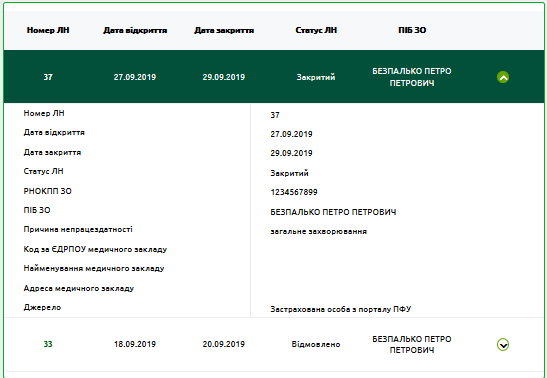 Номер ЛН Дата відкриття Дата закриття Статус ЛН ПІБ ЗО
37 27.09.2019 29.09.2019 Закритий БЕЗПАЛЬКО ПЕТРО
ПЕТРОВИЧ
Номер ЛН 37
Дата відкриття 27.09.2019
Дата закриття 29.09.2019
Статус ЛН Закритий
РНОКПП ЗО 1234567899
ПІБ ЗО БЕЗПАЛЬКО ПЕТРО ПЕТРОВИЧ
Причина непрацездатності загальне захворювання
Код за ЄДРПОУ медичного закладу
Найменування медичного закладу
Адреса медичного закладу
Джерело Застрахована особа з порталу ПФУ
33 18.09.2019 20.09.2019 Відмовлено БЕЗПАЛЬКО ПЕТРО
ПЕТРОВИЧ